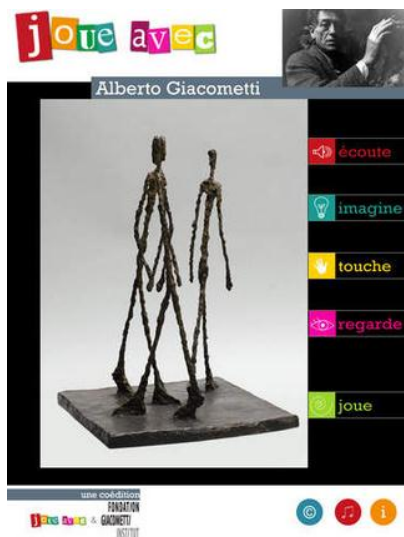 joue avec
Alberto Giacometti
écoute
imagine
touche
regarde
joue
une coédition
FONDATION
joue avec & GIACOMETTI
INSTITUT
©
i